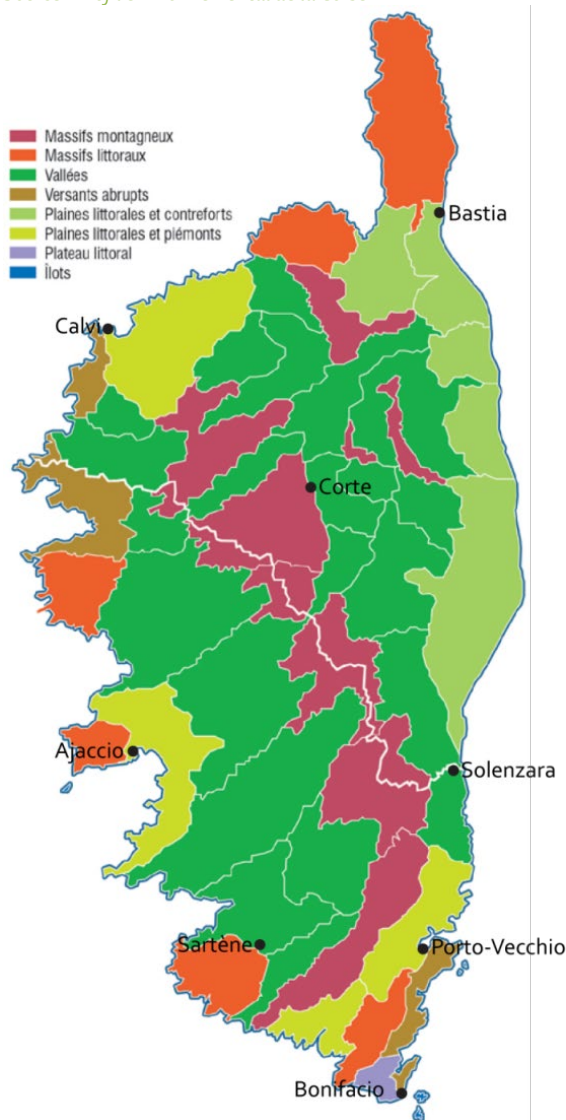 Massifs montagneux
Massifs littoraux
Vallées
Versants abrupts
Plaines littorales et contreforts
Plaines littorales et piémonts
Plateau littoral
Îlots
Bastia
Calvi
Corte
Ajaccio
Solenzara
Sartène
Porto-Vecchio
Bonifacio